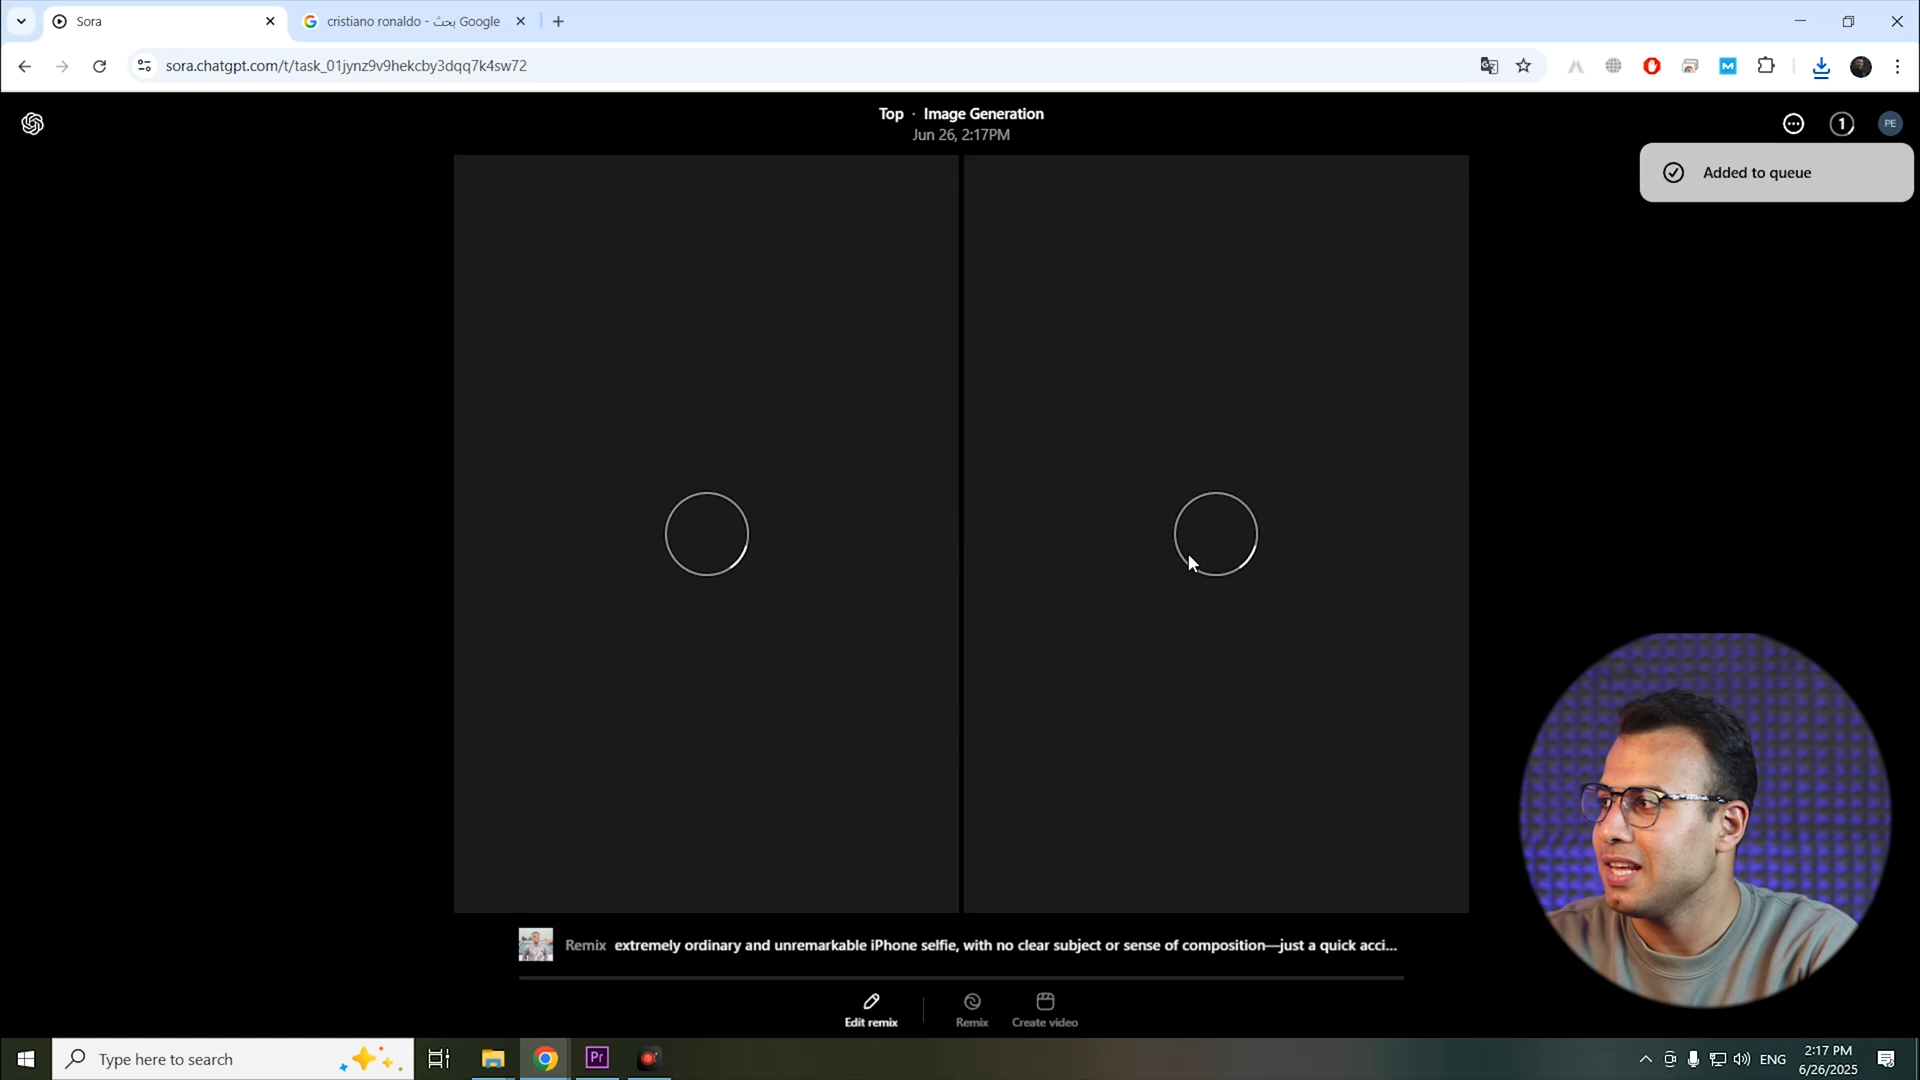 Sora
cristiano ronaldo - بحث Google
sora.chatgpt.com/t/task_01jynz9v9hekcby3dqq7k4sw72
Top · Image Generation
Jun 26, 2:17PM
1
PE
Added to queue
Remix extremely ordinary and unremarkable iPhone selfie, with no clear subject or sense of composition—just a quick acci...
Edit remix
Remix
Create video
Type here to search
Pr
ENG
2:17 PM
6/26/2025